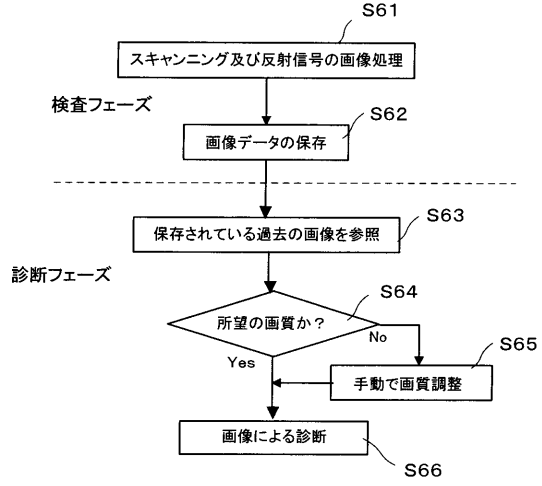 S61
スキャンニング及び反射信号の画像処理
検査フェーズ
S62
画像データの保存
S63
保存されている過去の画像を参照
診断フェーズ
S64
所望の画質か？
No
S65
Yes
手動で画質調整
画像による診断
S66